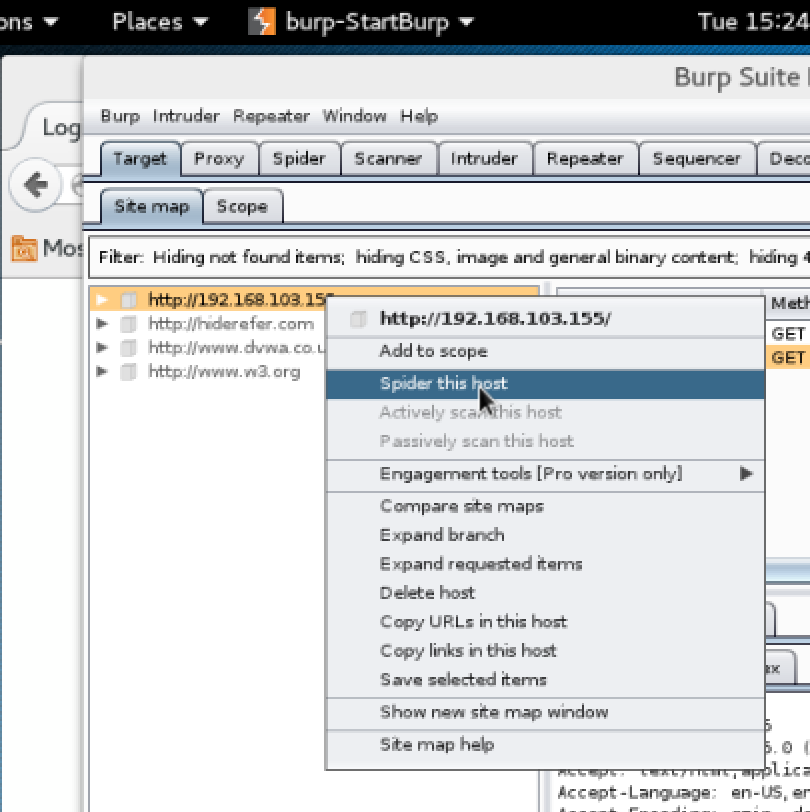 ons Places burp-StartBurp Tue 15:24
Burp Suite
Log
Burp Intruder Repeater Window Help
Target Proxy Spider Scanner Intruder Repeater Sequencer Deco
Site map Scope
Mos
Filter: Hiding not found items; hiding CSS, image and general binary content; hiding 4
http://192.168.103.155
http://hiderefer.com
http://www.dvwa.co.u
http://www.w3.org
Meth
GET
GET
http://192.168.103.155/
Add to scope
Spider this host
Actively scan this host
Passively scan this host
Engagement tools [Pro version only]
Compare site maps
Expand branch
Expand requested items
Delete host
Copy URLs in this host
Copy links in this host
Save selected items
Show new site map window
Site map help
ex
5
5.0 (
Accept: text/html,applica
Accept-Language: en-US,en